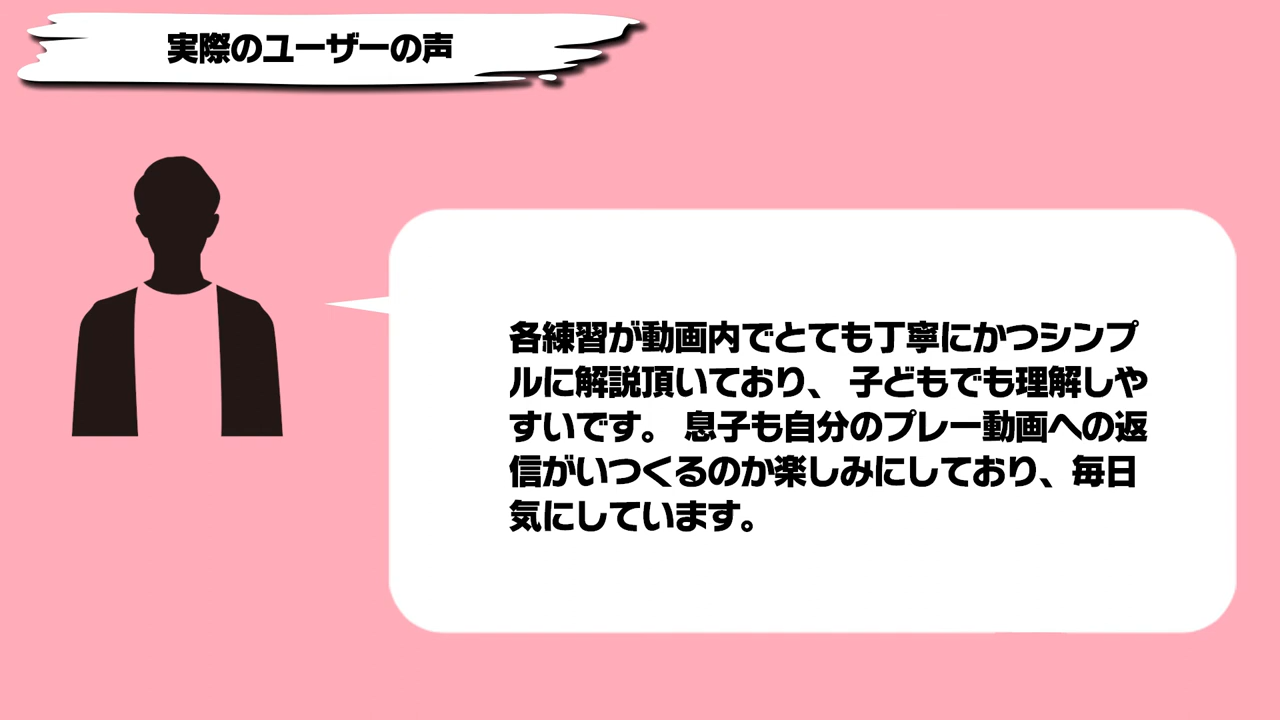 実際のユーザーの声
各練習が動画内でとても丁寧にかつシンプ
ルに解説頂いており、 子どもでも理解しや
すいです。 息子も自分のプレー動画への返
信がいつくるのか楽しみにしており、毎日
気にしています。